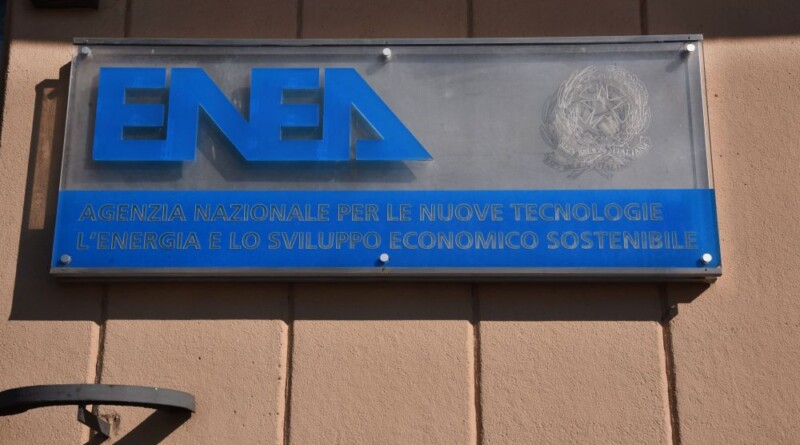 ENEA
AGENZIA NAZIONALE PER LE NUOVE TECNOLOGIE
L'ENERGIA E LO SVILUPPO ECONOMICO SOSTENIBILE